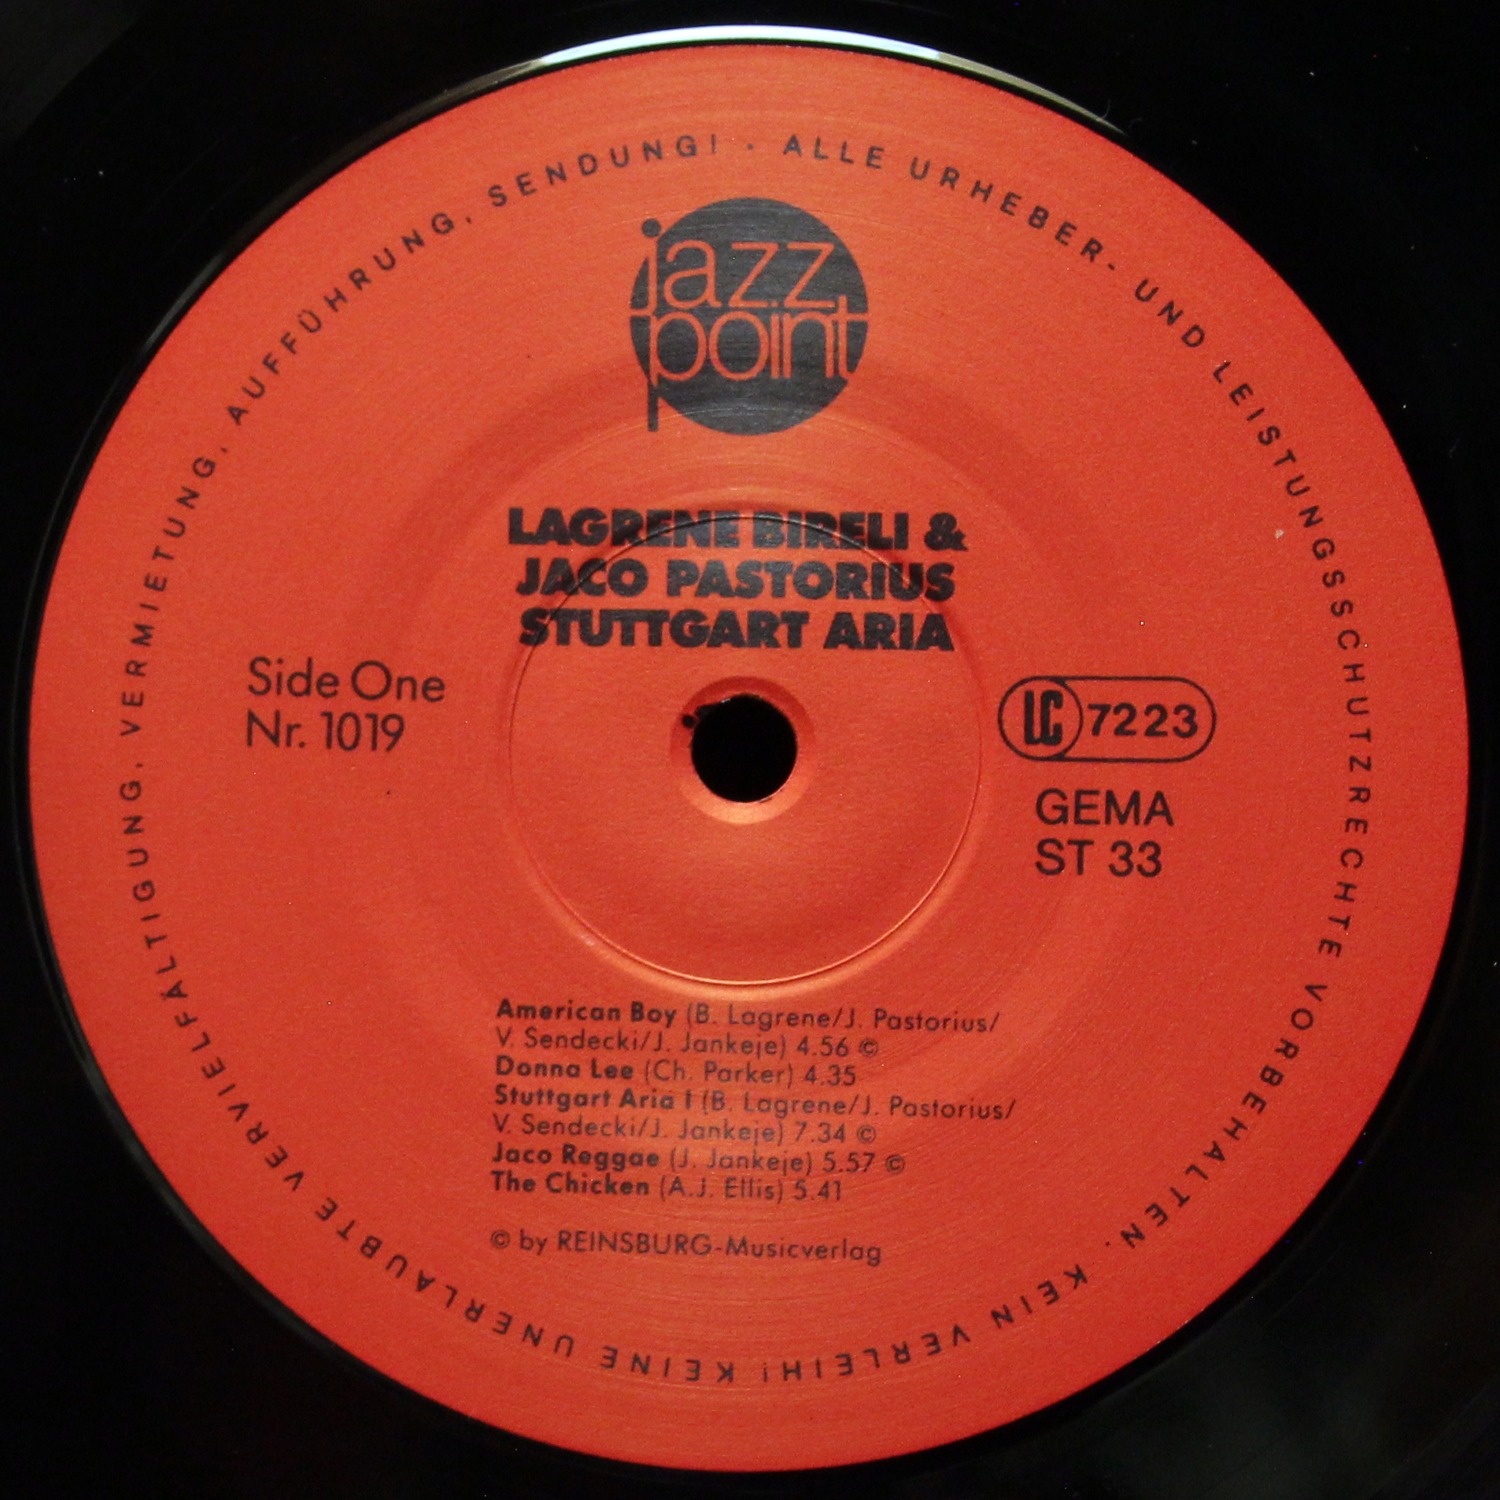 ALLE URHEBER- UND LEISTUNGSSCHUTZRECHTE VORBEHALTEN. KEIN VERLEIH! KEINE UNERLAUBTE VERVIELFÄLTIGUNG, VERMIETUNG, AUFFÜHRUNG, SENDUNG! ·
jazz
point
LAGRENE BIRELI &
JACO PASTORIUS
STUTTGART ARIA
Side One
Nr. 1019
LC 7223
GEMA
ST 33
American Boy (B. Lagrene/J. Pastorius/
V. Sendecki/J. Jankeje) 4.56 ©
Donna Lee (Ch. Parker) 4.35
Stuttgart Aria I (B. Lagrene/J. Pastorius/
V. Sendecki/J. Jankeje) 7.34 ©
Jaco Reggae (J. Jankeje) 5.57 ©
The Chicken (A.J. Ellis) 5.41
© by REINSBURG-Musicverlag